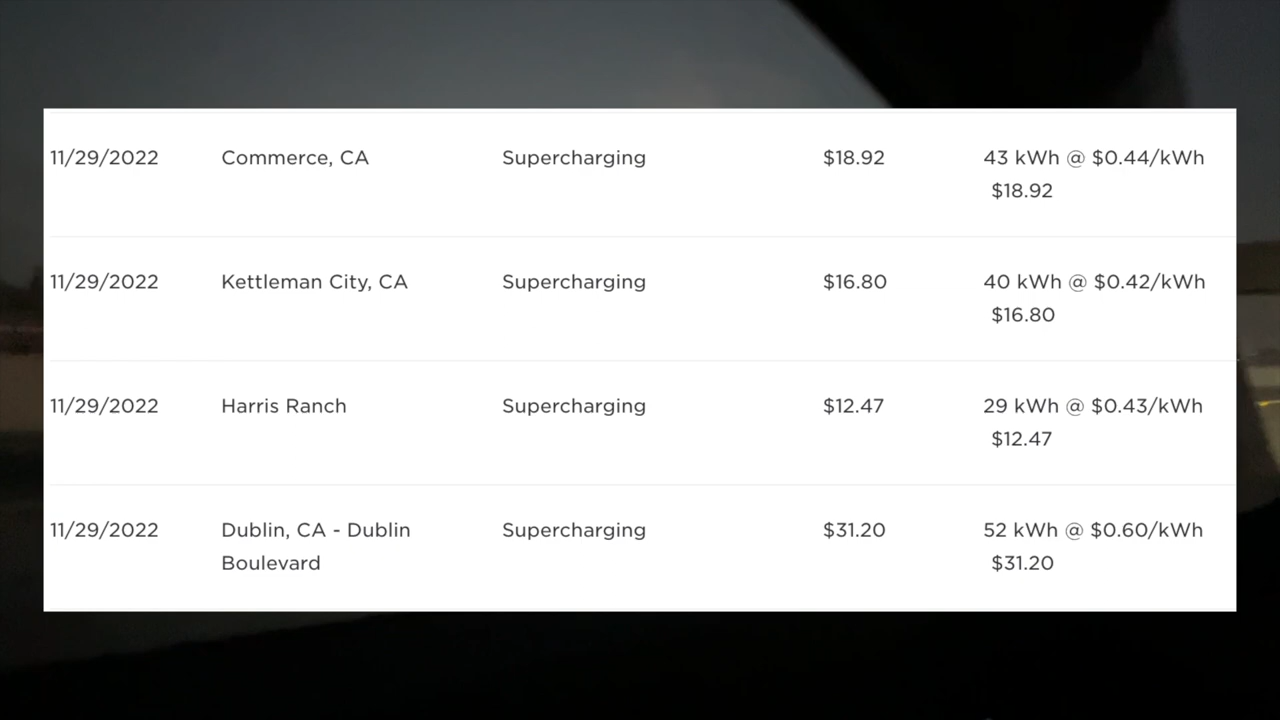 11/29/2022 Commerce, CA Supercharging $18.92 43 kWh @ $0.44/kWh
$18.92
11/29/2022 Kettleman City, CA Supercharging $16.80 40 kWh @ $0.42/kWh
$16.80
11/29/2022 Harris Ranch Supercharging $12.47 29 kWh @ $0.43/kWh
$12.47
11/29/2022 Dublin, CA - Dublin Supercharging $31.20 52 kWh @ $0.60/kWh
Boulevard $31.20